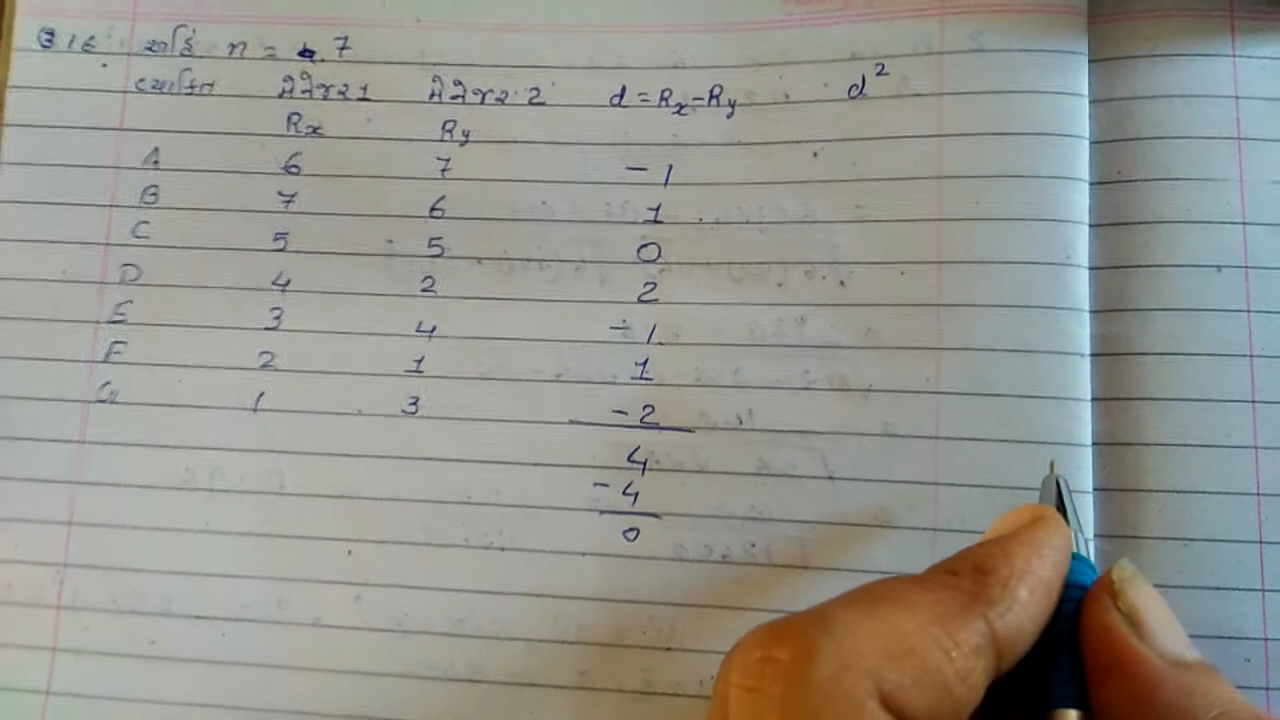 અહીં n = 7
વ્યક્તિ મેનેજર 1 મેનેજર 2 d = Rx - Ry d²
Rx Ry
A 6 7 -1
B 7 6 1
C 5 5 0
D 4 2 2
E 3 4 -1
F 2 1 1
G 1 3 -2
4
-4
0